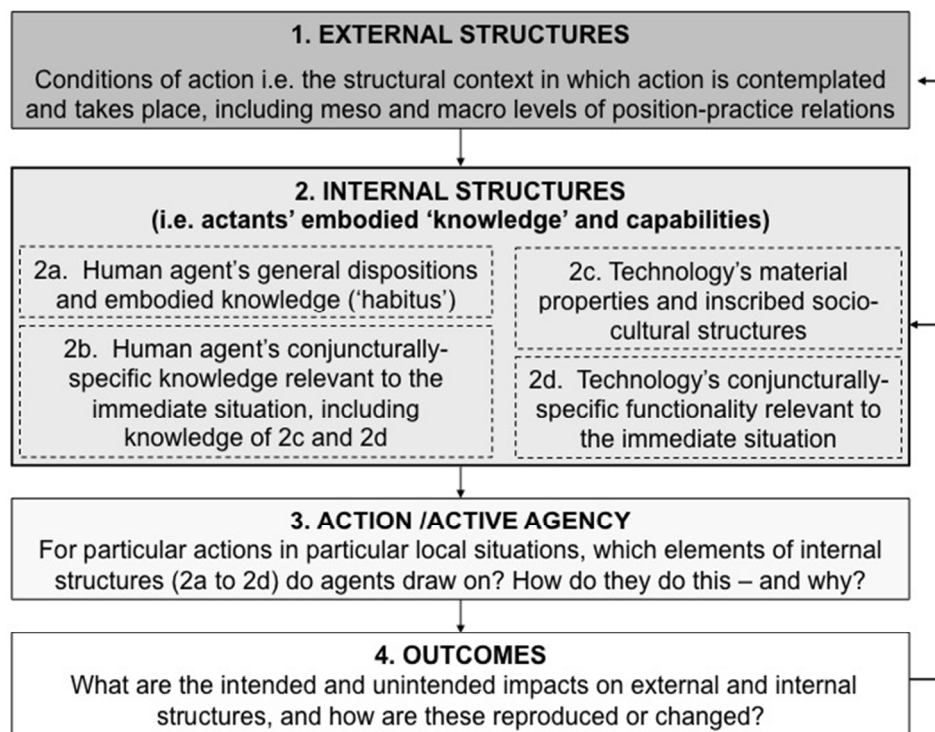 1. EXTERNAL STRUCTURES
Conditions of action i.e. the structural context in which action is contemplated
and takes place, including meso and macro levels of position-practice relations
2. INTERNAL STRUCTURES
(i.e. actants’ embodied ‘knowledge’ and capabilities)
2a. Human agent’s general dispositions
and embodied knowledge (‘habitus’)
2b. Human agent’s conjuncturally-
specific knowledge relevant to the
immediate situation, including
knowledge of 2c and 2d
2c. Technology’s material
properties and inscribed socio-
cultural structures
2d. Technology’s conjuncturally-
specific functionality relevant to
the immediate situation
3. ACTION /ACTIVE AGENCY
For particular actions in particular local situations, which elements of internal
structures (2a to 2d) do agents draw on? How do they do this – and why?
4. OUTCOMES
What are the intended and unintended impacts on external and internal
structures, and how are these reproduced or changed?